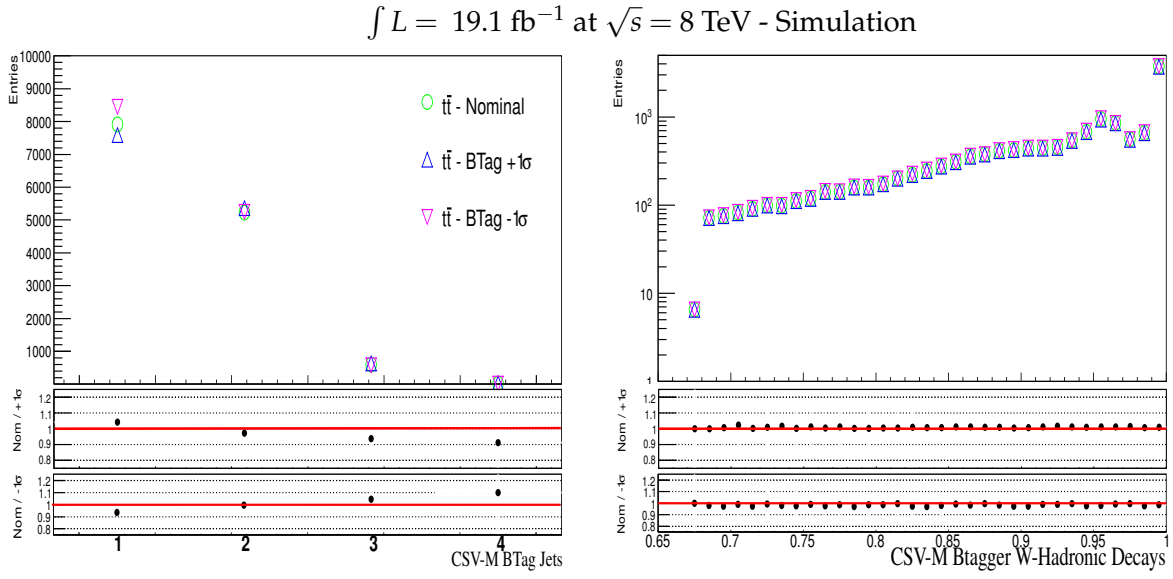 ∫ L = 19.1 fb⁻¹ at √s = 8 TeV - Simulation
Entries
10000
9000
8000
7000
6000
5000
4000
3000
2000
1000
tt̄ - Nominal
tt̄ - BTag +1σ
tt̄ - BTag -1σ
Nom / +1σ
1.2
1.1
1
0.9
0.8
Nom / -1σ
1.2
1.1
1
0.9
0.8
1 2 3 4
CSV-M BTag Jets
Entries
10³
10²
10
1
Nom / +1σ
1.2
1.1
1
0.9
0.8
Nom / -1σ
1.2
1.1
1
0.9
0.8
0.65 0.7 0.75 0.8 0.85 0.9 0.95 1
CSV-M Btagger W-Hadronic Decays